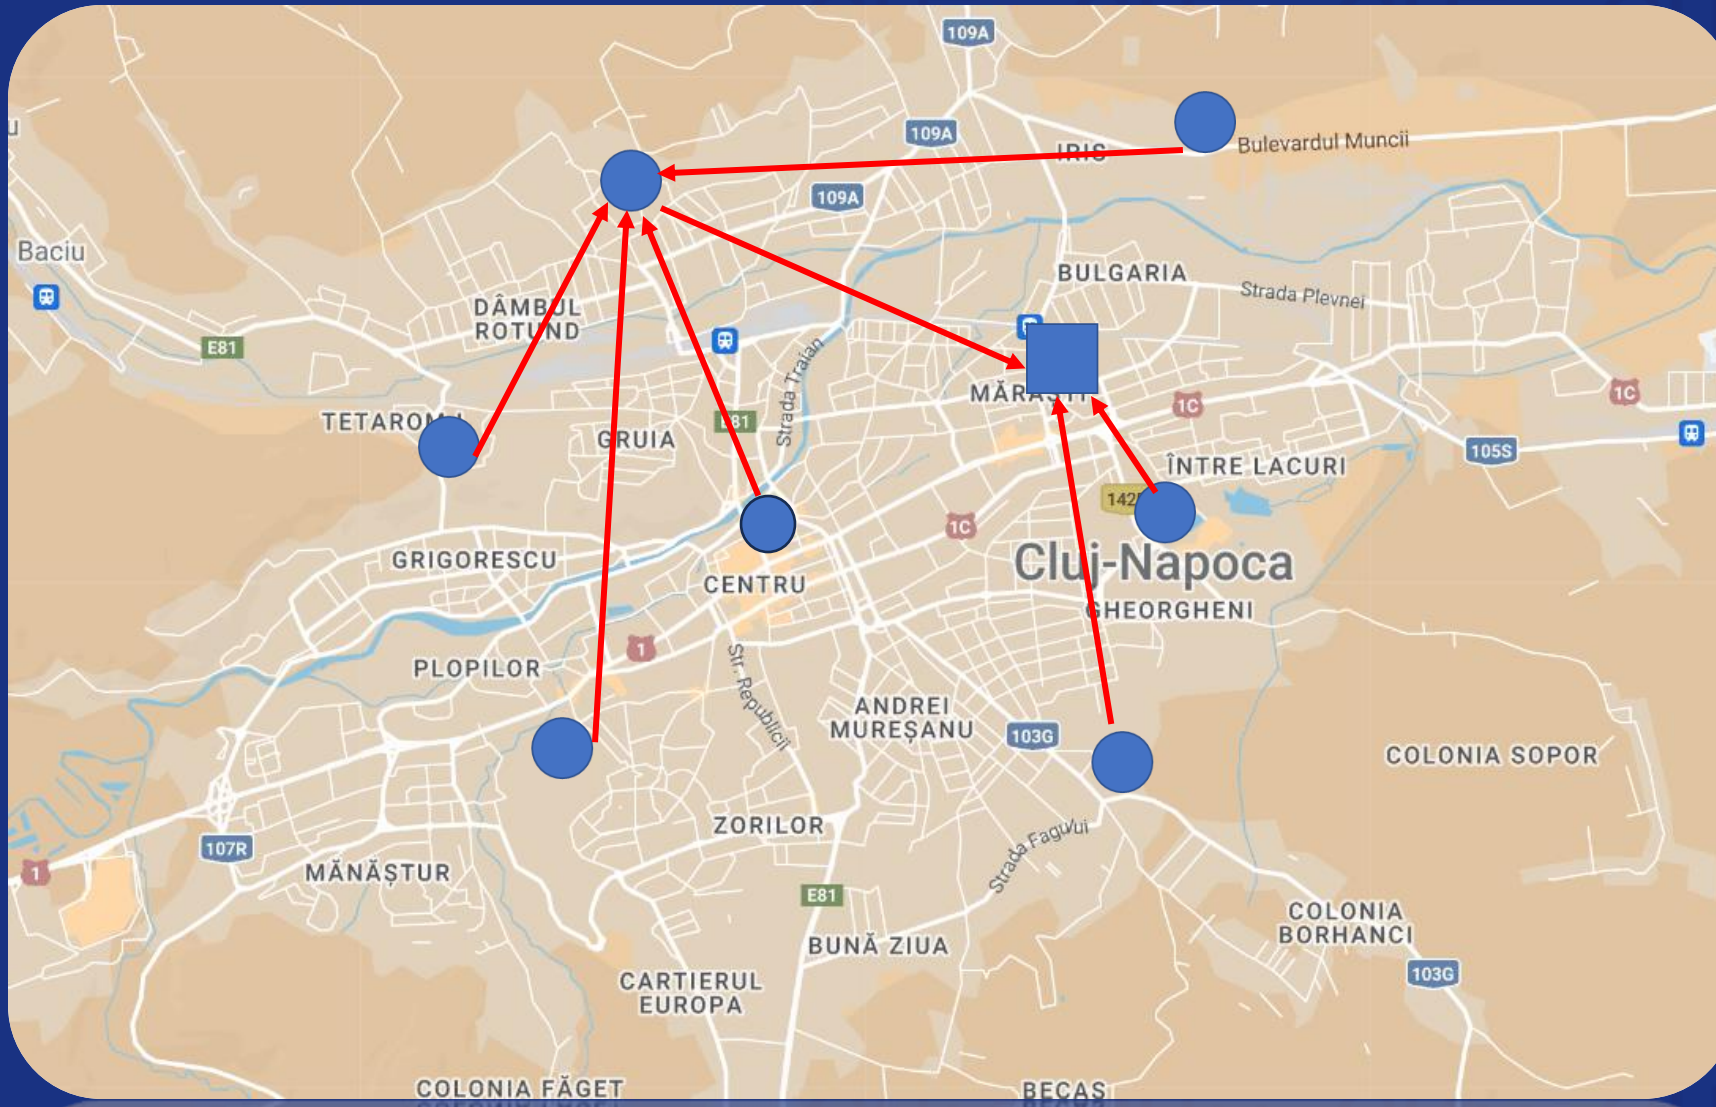 109A
109A
Bulevardul Muncii
IRIS
109A
Baciu
BULGARIA
Strada Plevnei
DÂMBUL
ROTUND
E81
Strada Traian
MĂRĂȘTI
1C
1C
E81
GRUIA
105S
ÎNTRE LACURI
1C
Cluj-Napoca
GRIGORESCU
CENTRU
GHEORGHENI
1
PLOPILOR
Str. Republicii
ANDREI
MUREȘANU
103G
COLONIA SOPOR
ZORILOR
Strada Fagului
107R
1
MĂNĂȘTUR
E81
COLONIA
BORHANCI
BUNĂ ZIUA
103G
CARTIERUL
EUROPA
COLONIA FĂGET
BECAȘ